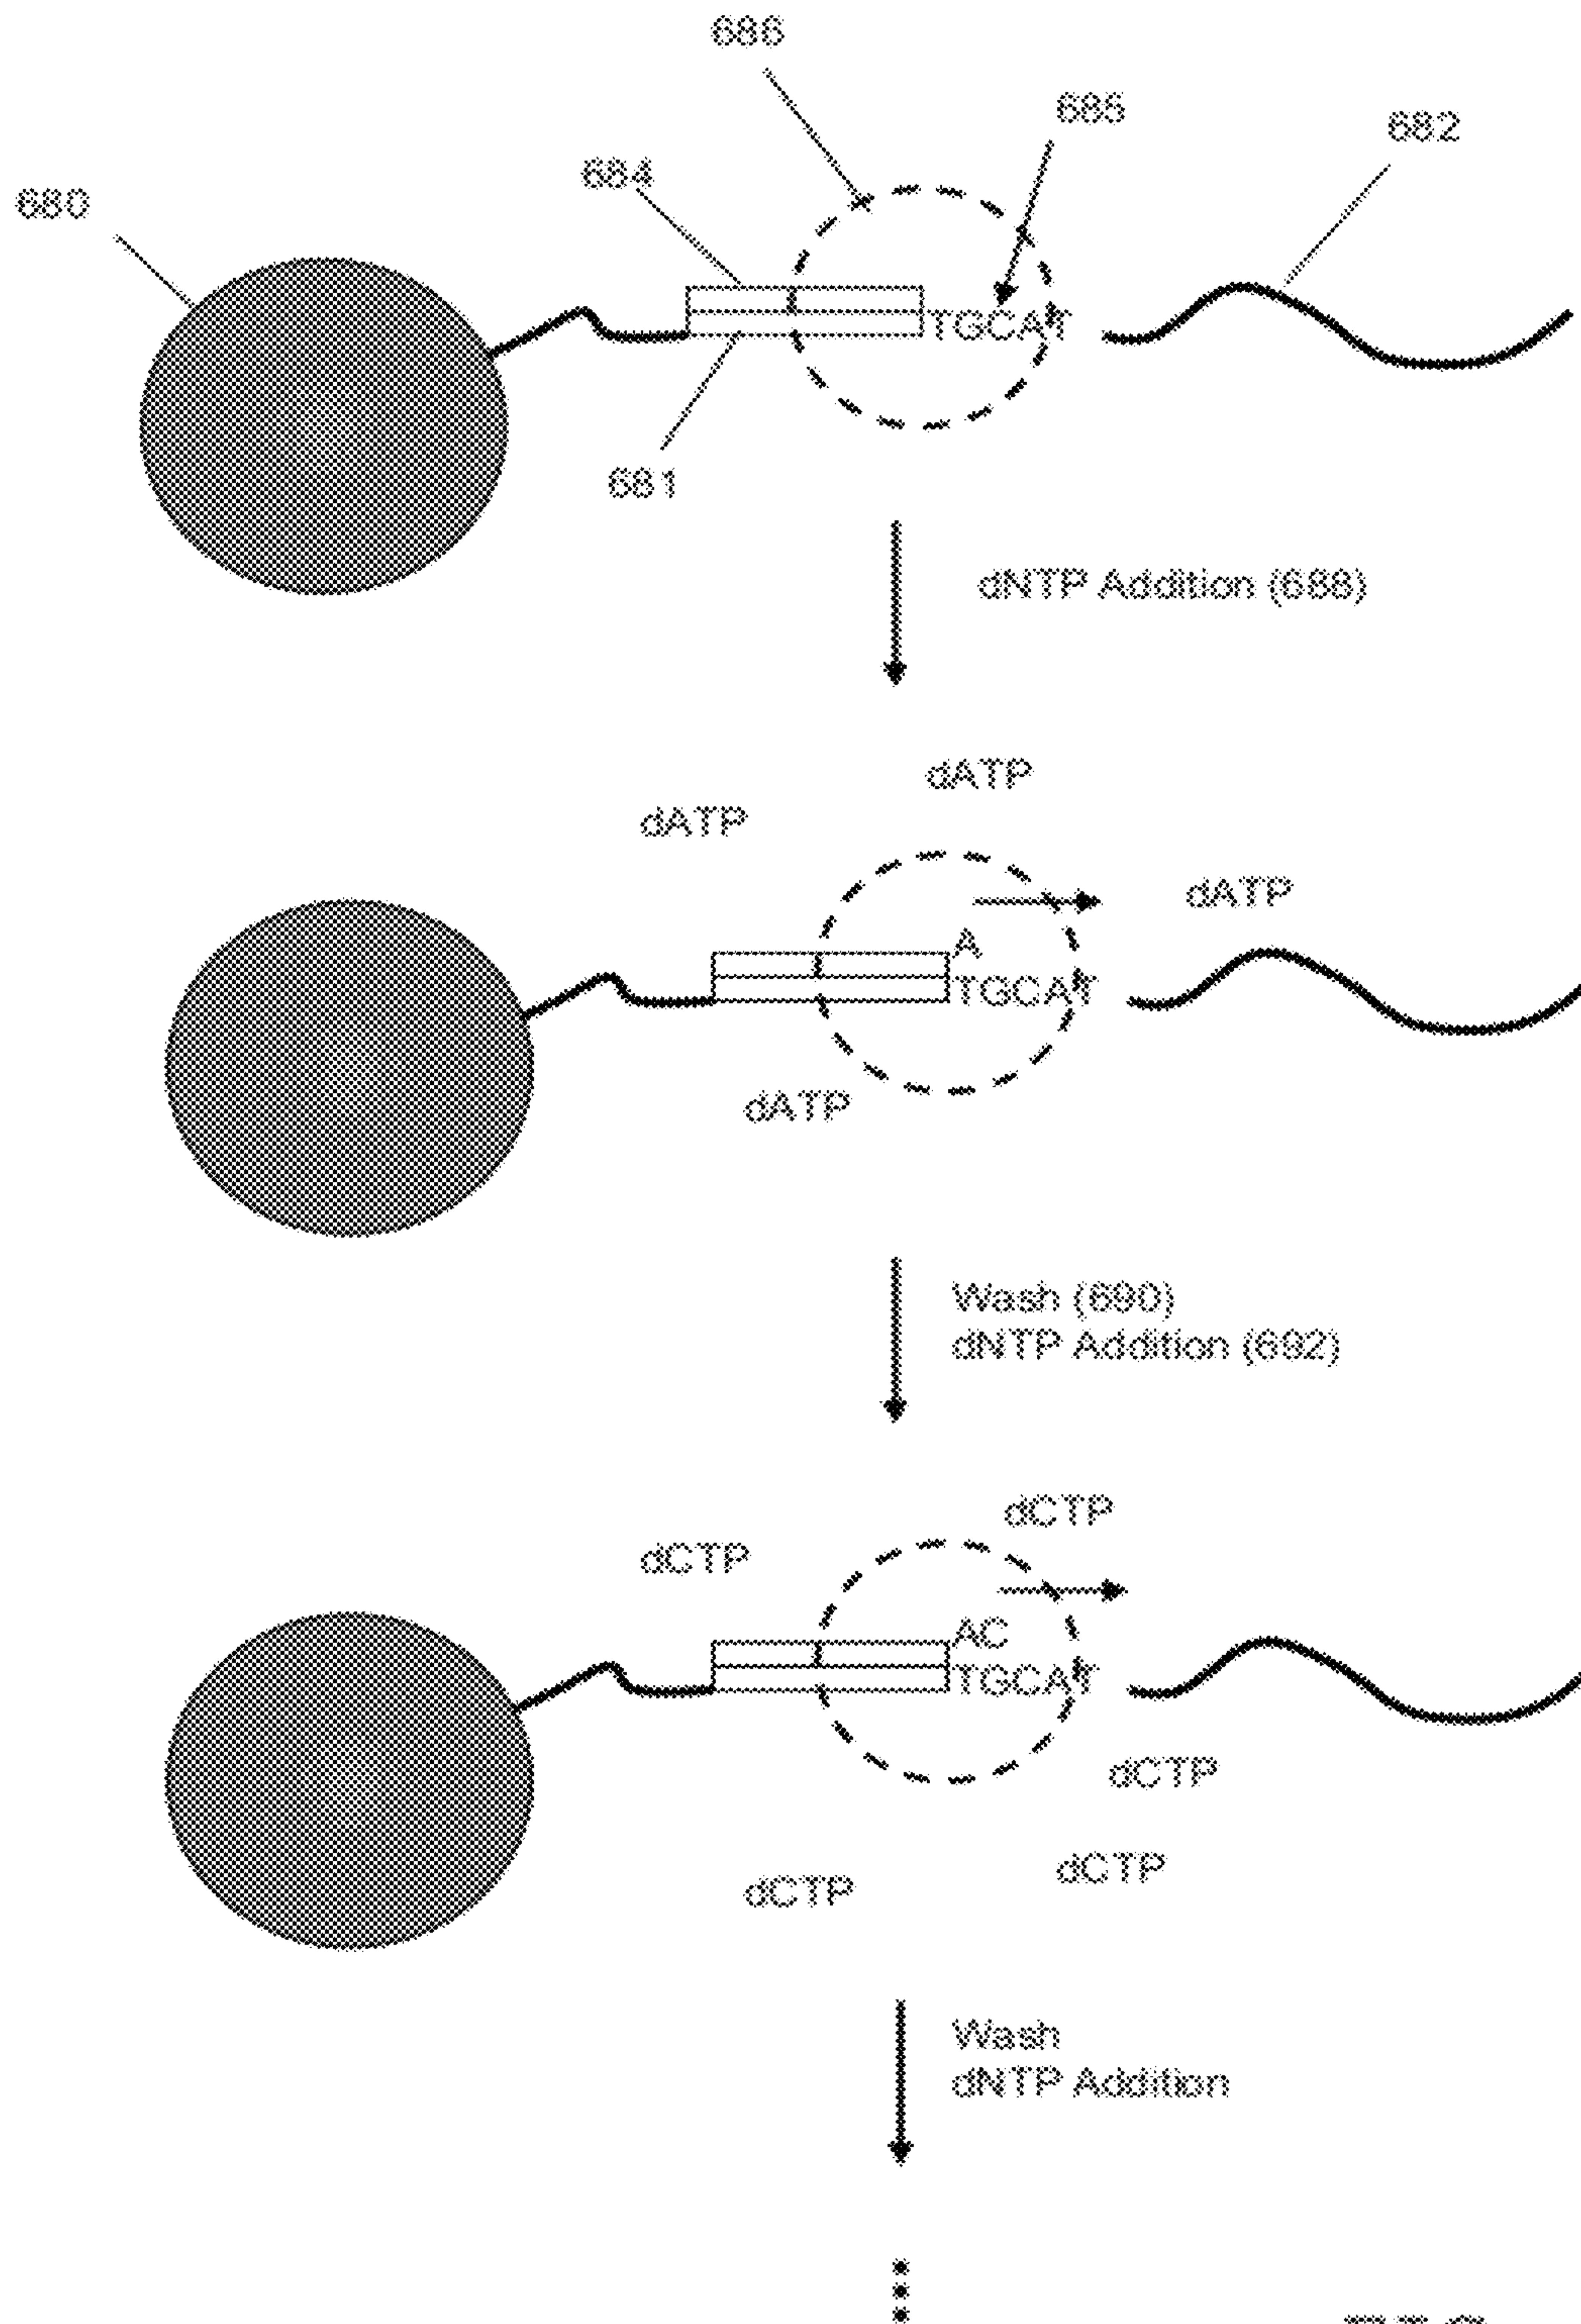 686
685
682
684
680
TGCAT
681
dNTP Addition (688)
dATP
dATP
dATP
A
TGCAT
dATP
Wash (690)
dNTP Addition (692)
dCTP
dCTP
AC
TGCAT
dCTP
dCTP
dCTP
Wash
dNTP Addition